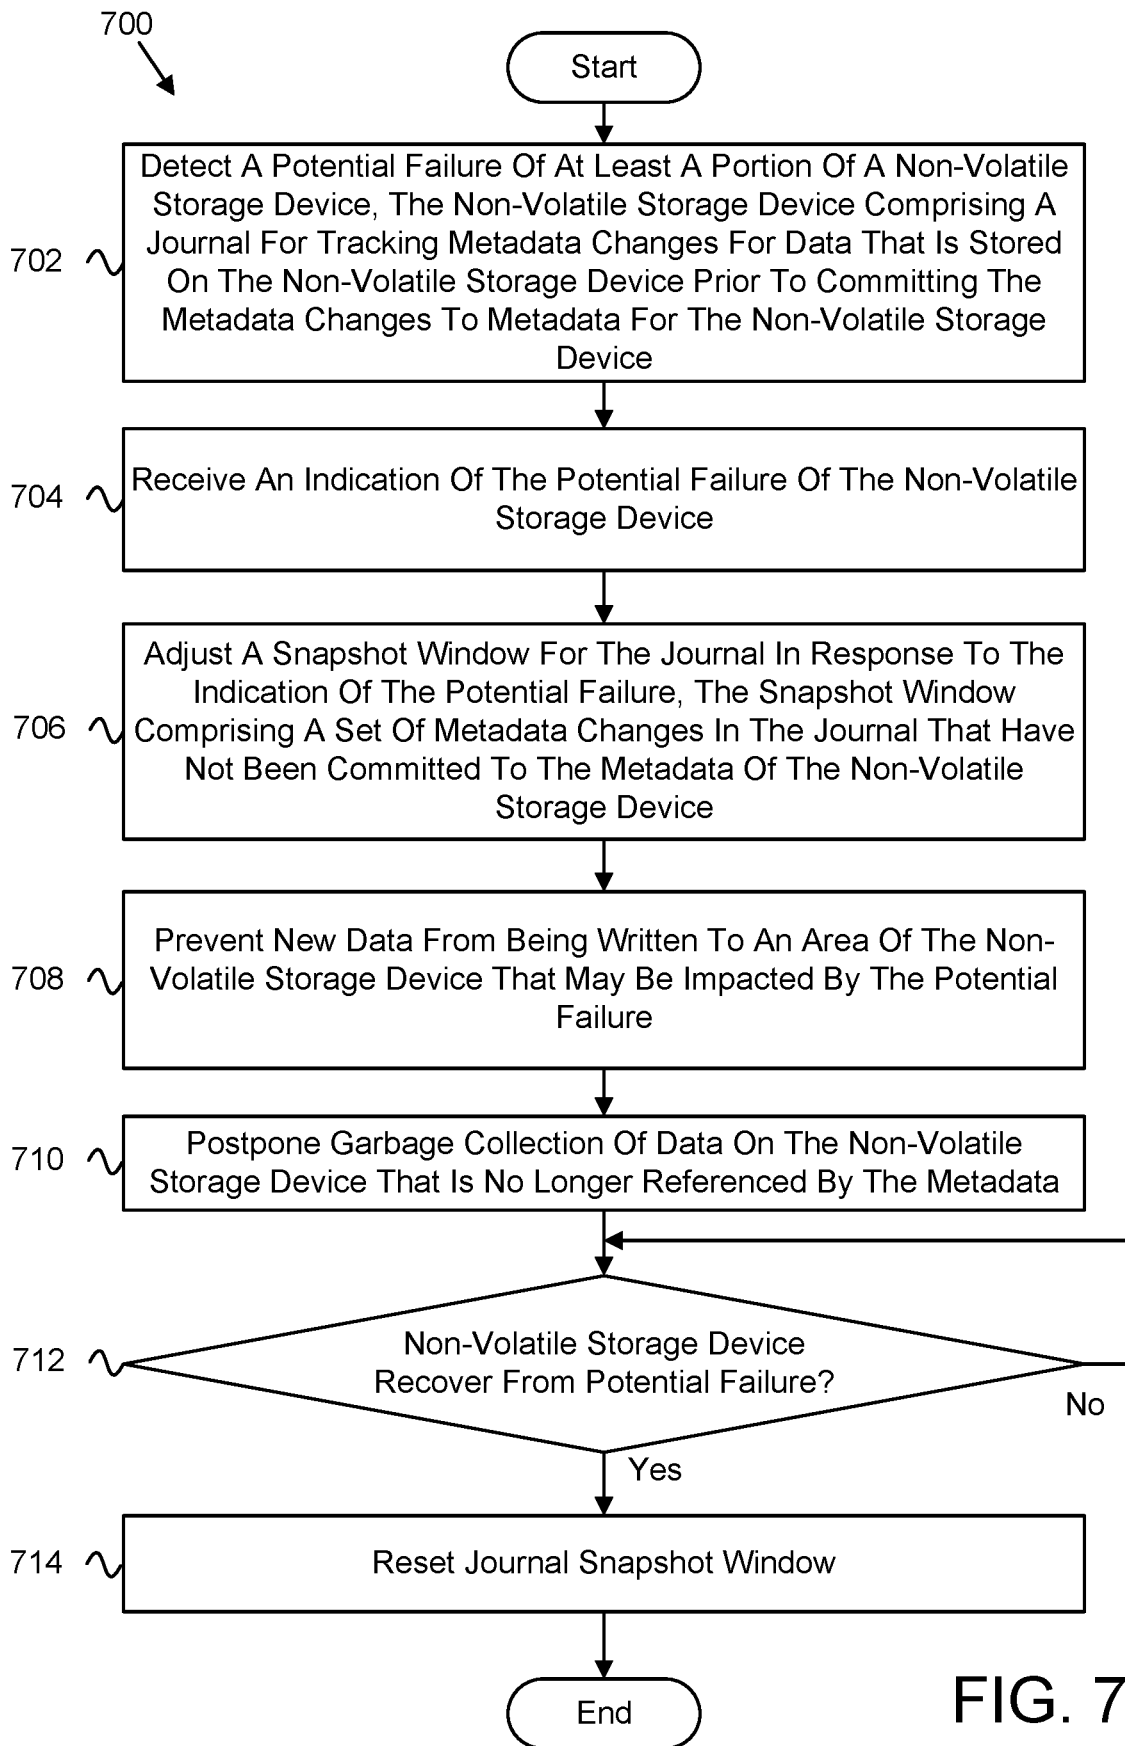 700
Start
702
Detect A Potential Failure Of At Least A Portion Of A Non-Volatile
Storage Device, The Non-Volatile Storage Device Comprising A
Journal For Tracking Metadata Changes For Data That Is Stored
On The Non-Volatile Storage Device Prior To Committing The
Metadata Changes To Metadata For The Non-Volatile Storage
Device
704
Receive An Indication Of The Potential Failure Of The Non-Volatile
Storage Device
706
Adjust A Snapshot Window For The Journal In Response To The
Indication Of The Potential Failure, The Snapshot Window
Comprising A Set Of Metadata Changes In The Journal That Have
Not Been Committed To The Metadata Of The Non-Volatile
Storage Device
708
Prevent New Data From Being Written To An Area Of The Non-
Volatile Storage Device That May Be Impacted By The Potential
Failure
710
Postpone Garbage Collection Of Data On The Non-Volatile
Storage Device That Is No Longer Referenced By The Metadata
712
Non-Volatile Storage Device
Recover From Potential Failure?
No
Yes
714
Reset Journal Snapshot Window
End
FIG. 7